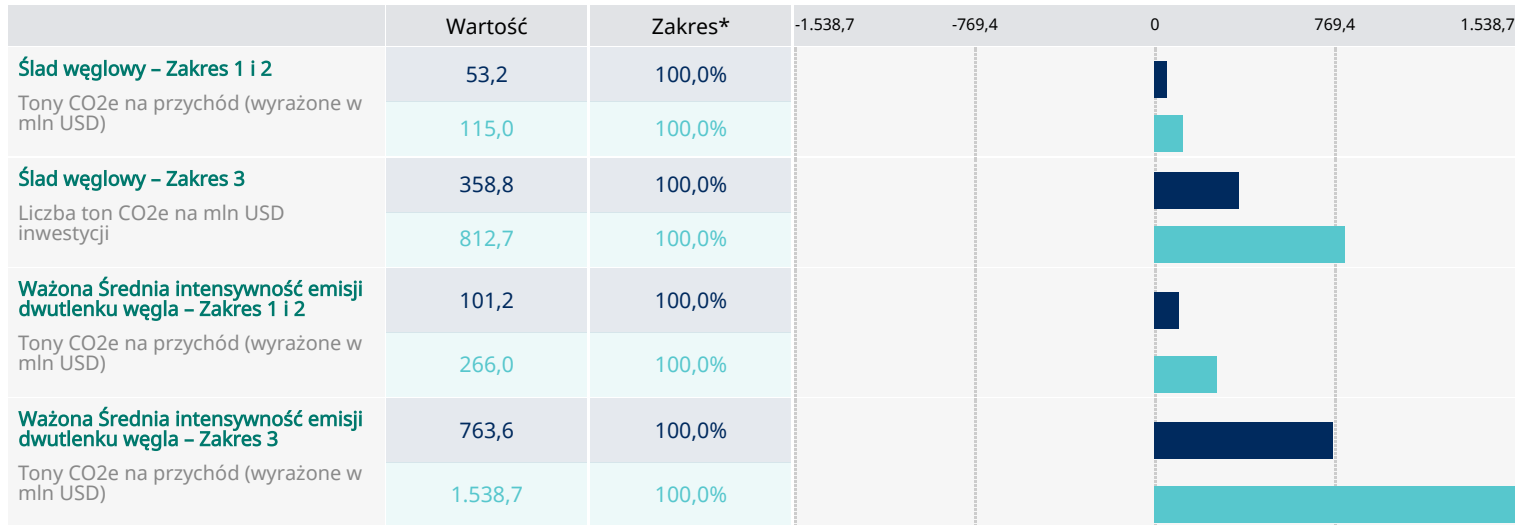 Wartość Zakres* -1.538,7 -769,4 0 769,4 1.538,7
Ślad węglowy – Zakres 1 i 2
Tony CO2e na przychód (wyrażone w
mln USD)
53,2 100,0%
115,0 100,0%
Ślad węglowy – Zakres 3
Liczba ton CO2e na mln USD
inwestycji
358,8 100,0%
812,7 100,0%
Ważona Średnia intensywność emisji
dwutlenku węgla – Zakres 1 i 2
Tony CO2e na przychód (wyrażone w
mln USD)
101,2 100,0%
266,0 100,0%
Ważona Średnia intensywność emisji
dwutlenku węgla – Zakres 3
Tony CO2e na przychód (wyrażone w
mln USD)
763,6 100,0%
1.538,7 100,0%